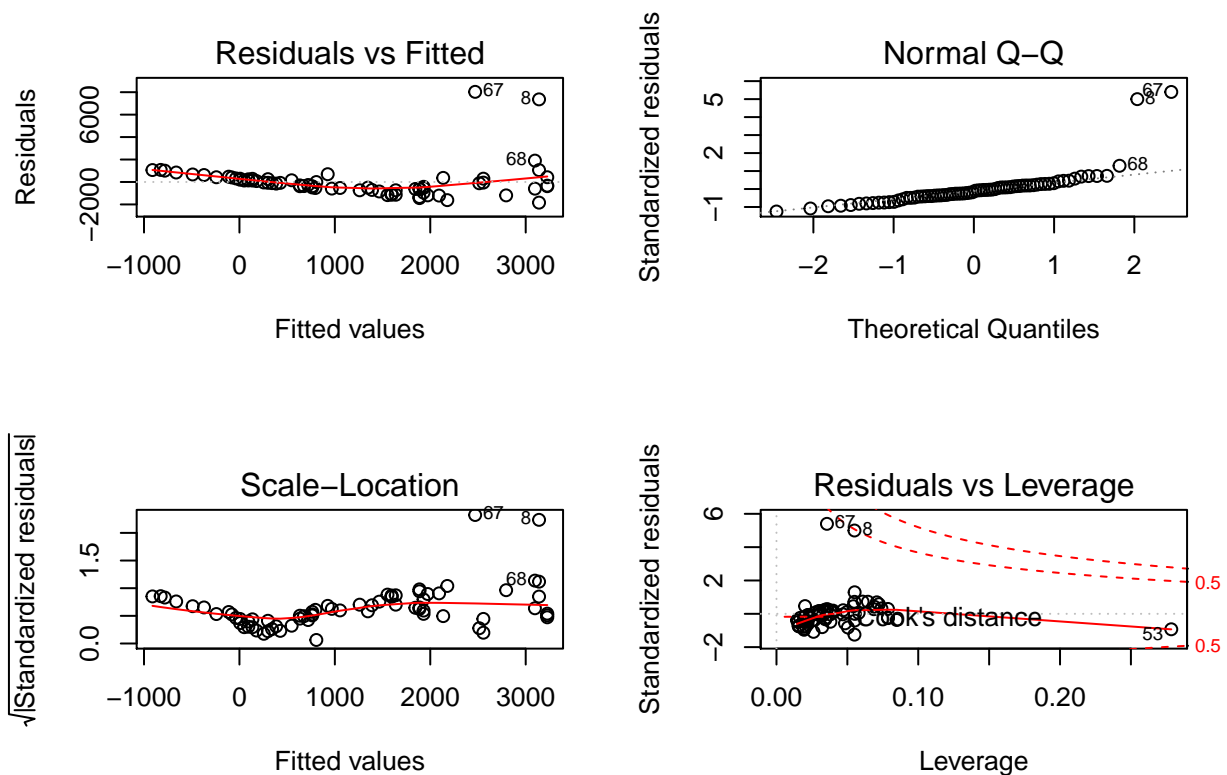 Residuals vs Fitted
Residuals
6000
−2000
67
8
68
−1000 0 1000 2000 3000
Fitted values
Normal Q−Q
Standardized residuals
5
2
−1
67
8
68
−2 −1 0 1 2
Theoretical Quantiles
Scale−Location
√|Standardized residuals|
1.5
0.0
67
8
68
−1000 0 1000 2000 3000
Fitted values
Residuals vs Leverage
Standardized residuals
6
2
−2
67
8
Cook's distance
53
0.5
0.5
0.00 0.10 0.20
Leverage